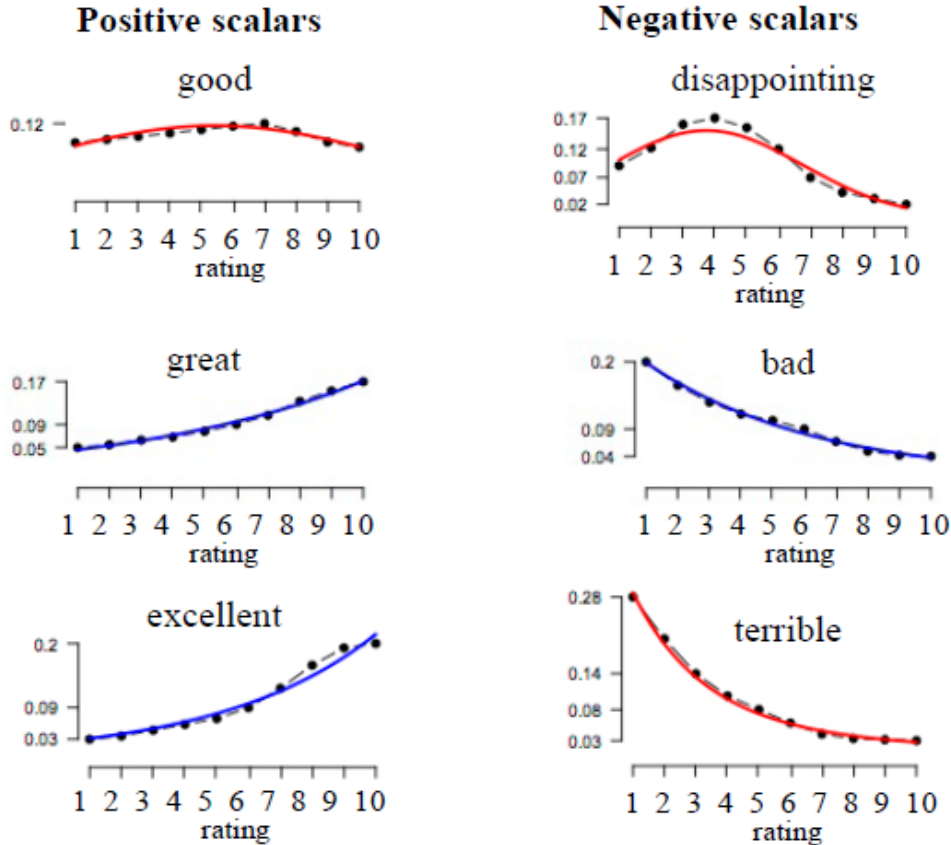 Positive scalars
good
0.12
1 2 3 4 5 6 7 8 9 10
rating
great
0.17
0.09
0.05
1 2 3 4 5 6 7 8 9 10
rating
excellent
0.2
0.09
0.03
1 2 3 4 5 6 7 8 9 10
rating
Negative scalars
disappointing
0.17
0.12
0.07
0.02
1 2 3 4 5 6 7 8 9 10
rating
bad
0.2
0.09
0.04
1 2 3 4 5 6 7 8 9 10
rating
terrible
0.28
0.14
0.08
0.03
1 2 3 4 5 6 7 8 9 10
rating